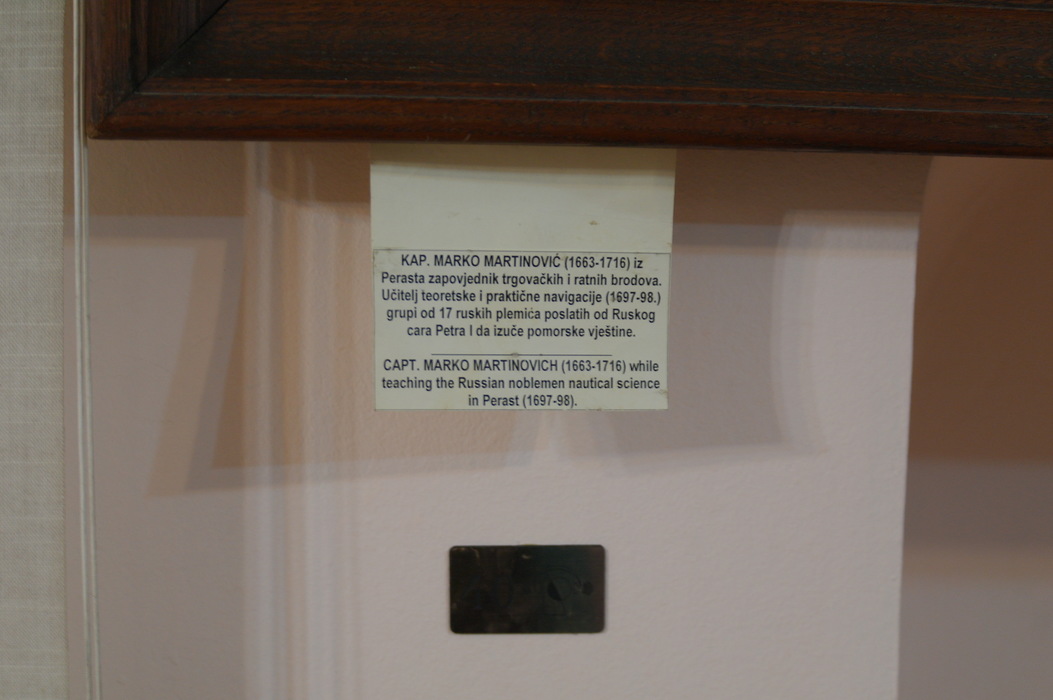 KAP. MARKO MARTINOVIĆ (1663-1716) iz
Perasta zapovjednik trgovačkih i ratnih brodova.
Učitelj teoretske i praktične navigacije (1697-98.)
grupi od 17 ruskih plemića poslatih od Ruskog
cara Petra I da izuče pomorske vještine.
CAPT. MARKO MARTINOVICH (1663-1716) while
teaching the Russian noblemen nautical science
in Perast (1697-98).